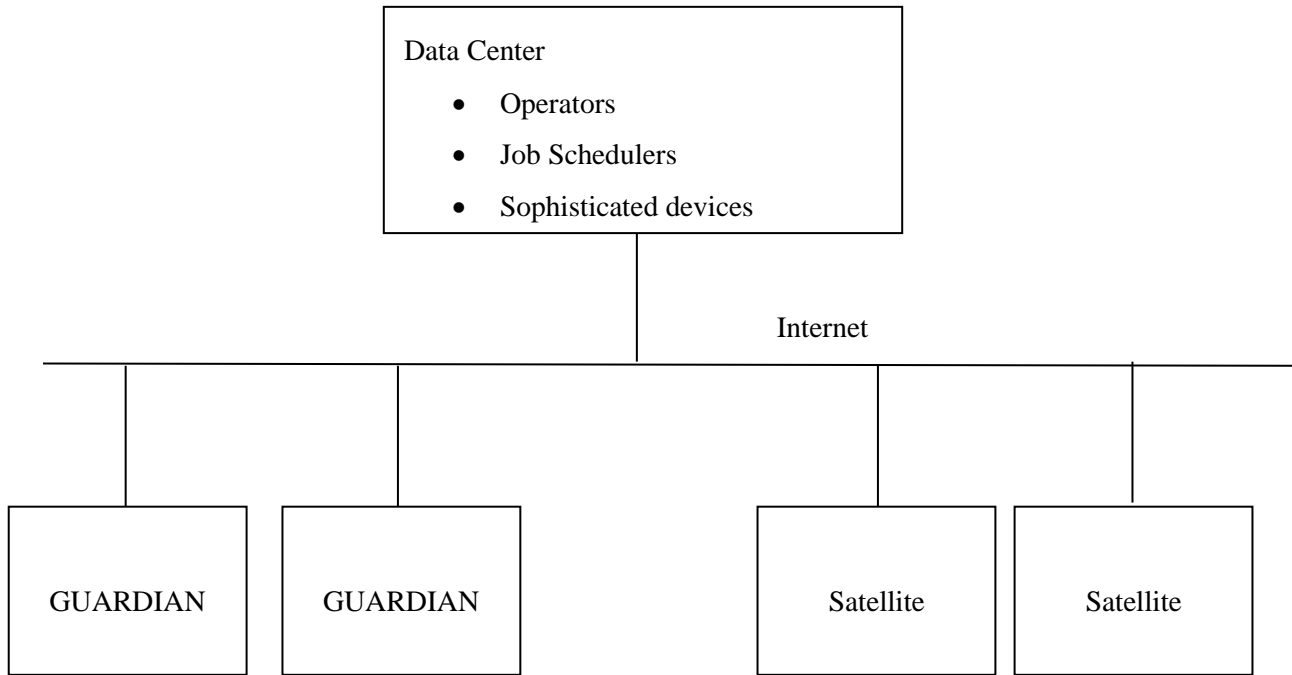 Data Center
• Operators
• Job Schedulers
• Sophisticated devices
Internet
GUARDIAN
GUARDIAN
Satellite
Satellite